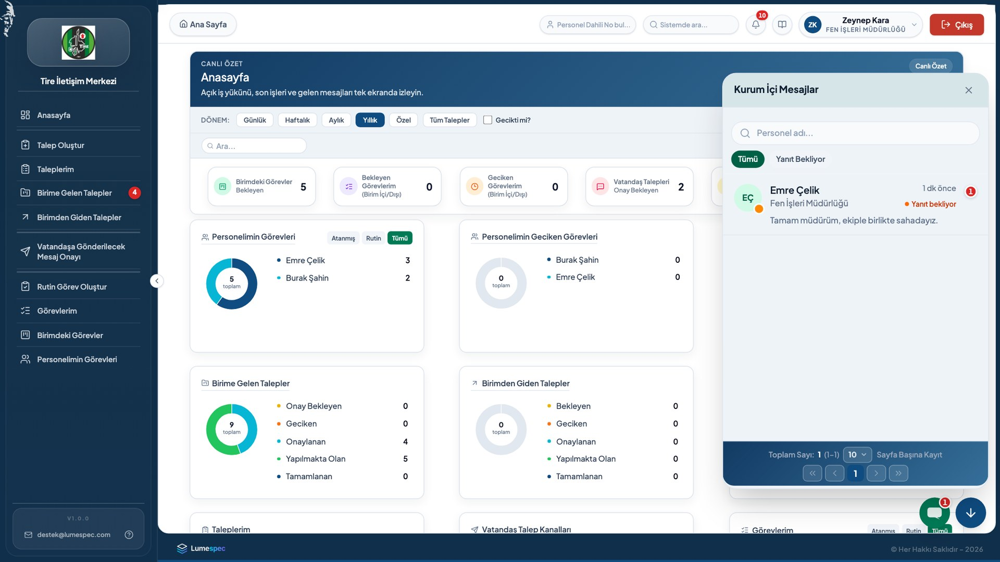 TİRE
Tire İletişim Merkezi
Anasayfa
Talep Oluştur
Taleplerim
Birime Gelen Talepler
4
Birimden Giden Talepler
Vatandaşa Gönderilecek
Mesaj Onayı
Rutin Görev Oluştur
Görevlerim
Birimdeki Görevler
Personelimin Görevleri
V1.0.0
destek@lumespec.com
Ana Sayfa
Personel Dahili No bul...
Sistemde ara...
10
ZK
Zeynep Kara
FEN İŞLERİ MÜDÜRLÜĞÜ
Çıkış
CANLI ÖZET
Anasayfa
Açık iş yükünü, son işleri ve gelen mesajları tek ekranda izleyin.
Canlı Özet
DÖNEM:
Günlük
Haftalık
Aylık
Yıllık
Özel
Tüm Talepler
Gecikti mi?
Ara...
Birimdeki Görevler
Bekleyen
5
Bekleyen
Görevlerim
(Birim İçi/Dışı)
0
Geciken
Görevlerim
(Birim İçi/Dışı)
0
Vatandaş Talepleri
Onay Bekleyen
2
Personelimin Görevleri
Atanmış
Rutin
Tümü
5
toplam
Emre Çelik 3
Burak Şahin 2
Personelimin Geciken Görevleri
0
toplam
Burak Şahin 0
Emre Çelik 0
Birime Gelen Talepler
9
toplam
Onay Bekleyen 0
Geciken 0
Onaylanan 4
Yapılmakta Olan 5
Tamamlanan 0
Birimden Giden Talepler
0
toplam
Bekleyen 0
Geciken 0
Onaylanan 0
Yapılmakta Olan 0
Tamamlanan 0
Taleplerim
Vatandaş Talep Kanalları
Görevlerim
Atanmış
Rutin
Tümü
Kurum İçi Mesajlar
Personel adı...
Tümü
Yanıt Bekliyor
EÇ
Emre Çelik
1 dk önce
1
Fen İşleri Müdürlüğü
Yanıt bekliyor
Tamam müdürüm, ekiple birlikte sahadayız.
Toplam Sayı: 1 (1-1) 10 Sayfa Başına Kayıt
1
1
Lumespec
© Her Hakkı Saklıdır - 2026